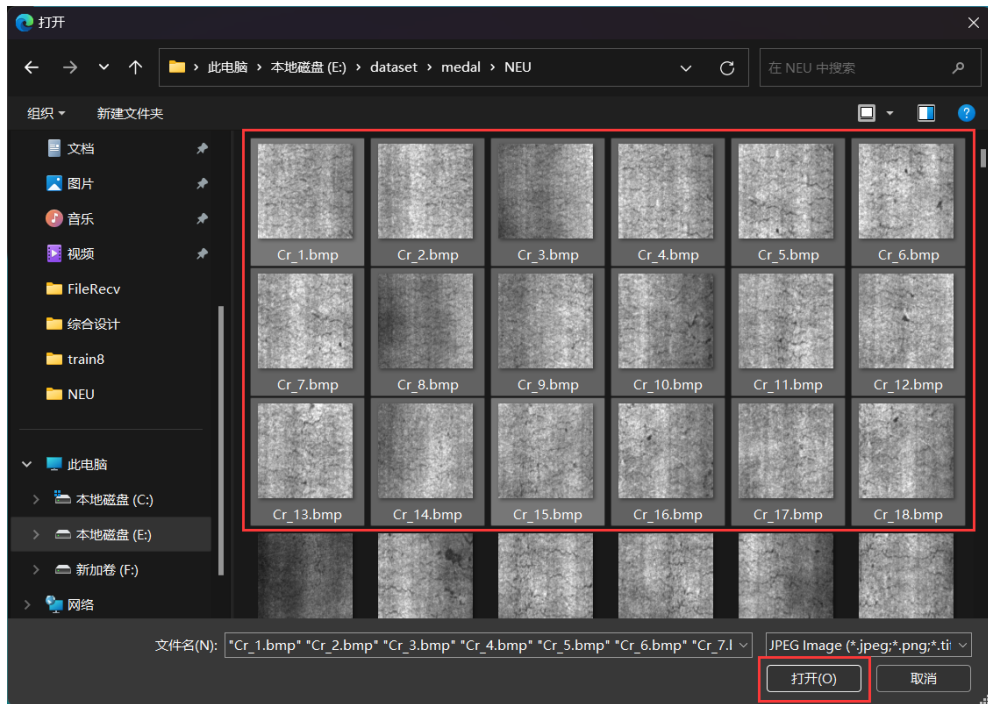 打开
此电脑 › 本地磁盘 (E:) › dataset › medal › NEU
在 NEU 中搜索
组织
新建文件夹
文档
图片
音乐
视频
FileRecv
综合设计
train8
NEU
此电脑
本地磁盘 (C:)
本地磁盘 (E:)
新加卷 (F:)
网络
Cr_1.bmp Cr_2.bmp Cr_3.bmp Cr_4.bmp Cr_5.bmp Cr_6.bmp
Cr_7.bmp Cr_8.bmp Cr_9.bmp Cr_10.bmp Cr_11.bmp Cr_12.bmp
Cr_13.bmp Cr_14.bmp Cr_15.bmp Cr_16.bmp Cr_17.bmp Cr_18.bmp
文件名(N): "Cr_1.bmp" "Cr_2.bmp" "Cr_3.bmp" "Cr_4.bmp" "Cr_5.bmp" "Cr_6.bmp" "Cr_7.l
JPEG Image (*.jpeg;*.png;*.tif
打开(O) 取消